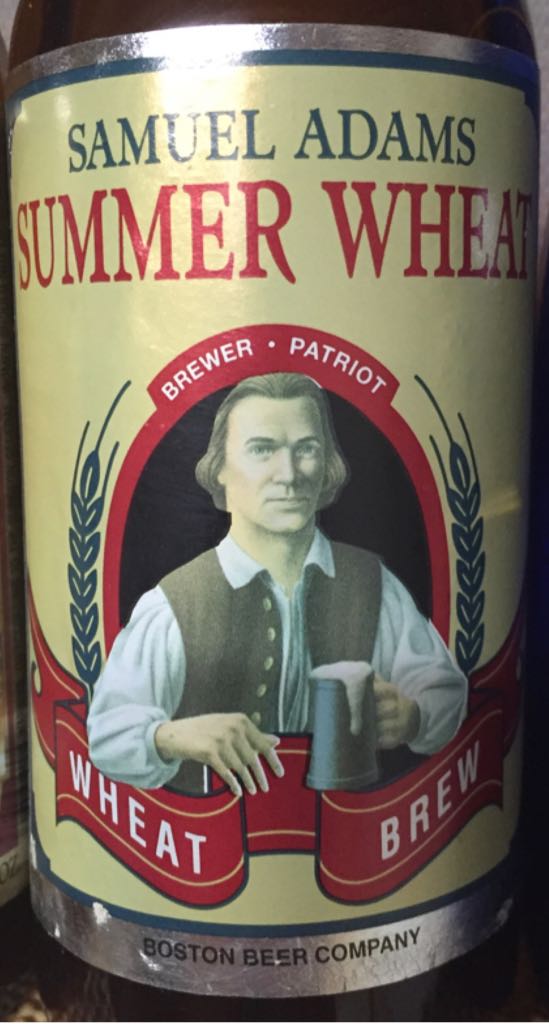 SAMUEL ADAMS
SUMMER WHEAT
BREWER • PATRIOT
WHEAT BREW
BOSTON BEER COMPANY